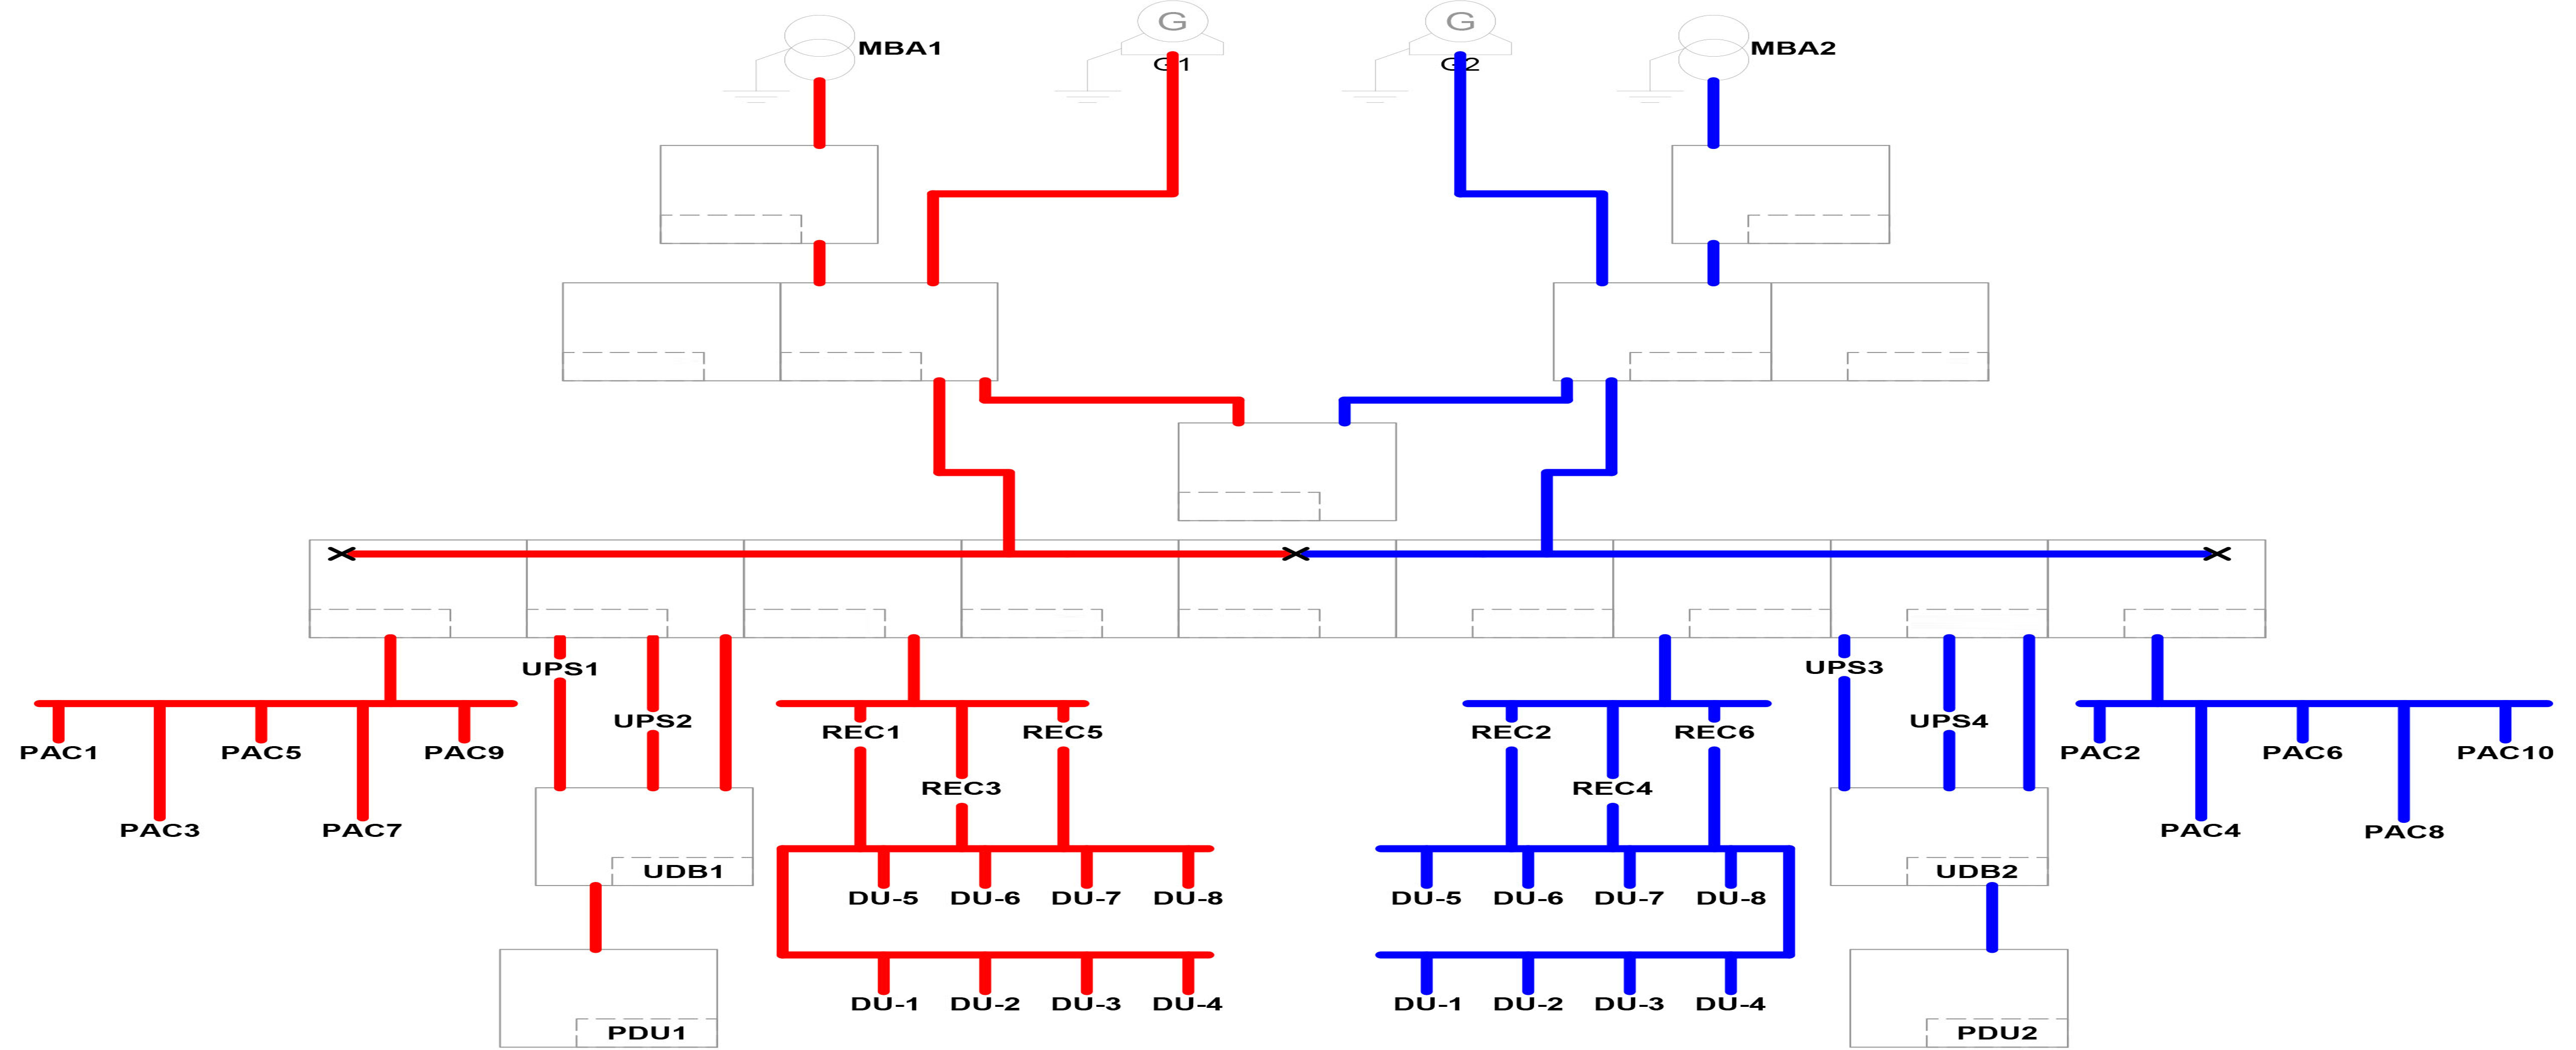 G G
MBA1 MBA2
G1 G2
UPS1 UPS3
UPS2 UPS4
REC1 REC5 REC2 REC6
PAC1 PAC5 PAC9 PAC2 PAC6 PAC10
REC3 REC4
PAC3 PAC7 PAC4 PAC8
UDB1 UDB2
DU-5 DU-6 DU-7 DU-8 DU-5 DU-6 DU-7 DU-8
DU-1 DU-2 DU-3 DU-4 DU-1 DU-2 DU-3 DU-4
PDU1 PDU2